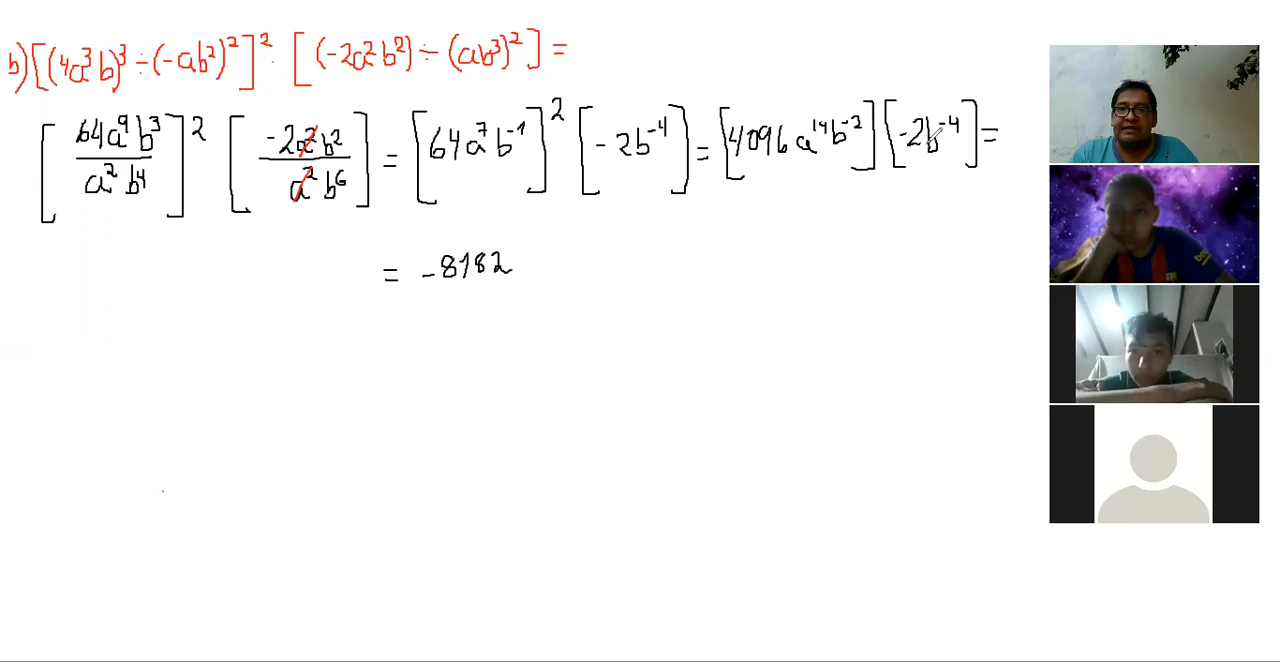 b) [(4a³b)³ ÷ (-ab²)²]² · [(-2a²b²) ÷ (ab³)²] =
[64a⁹b³ / a²b⁴]² [-2a²b² / a²b⁶] = [64a⁷b⁻¹]² [-2b⁻⁴] = [4096a¹⁴b⁻²] [-2b⁻⁴] =
= -8182